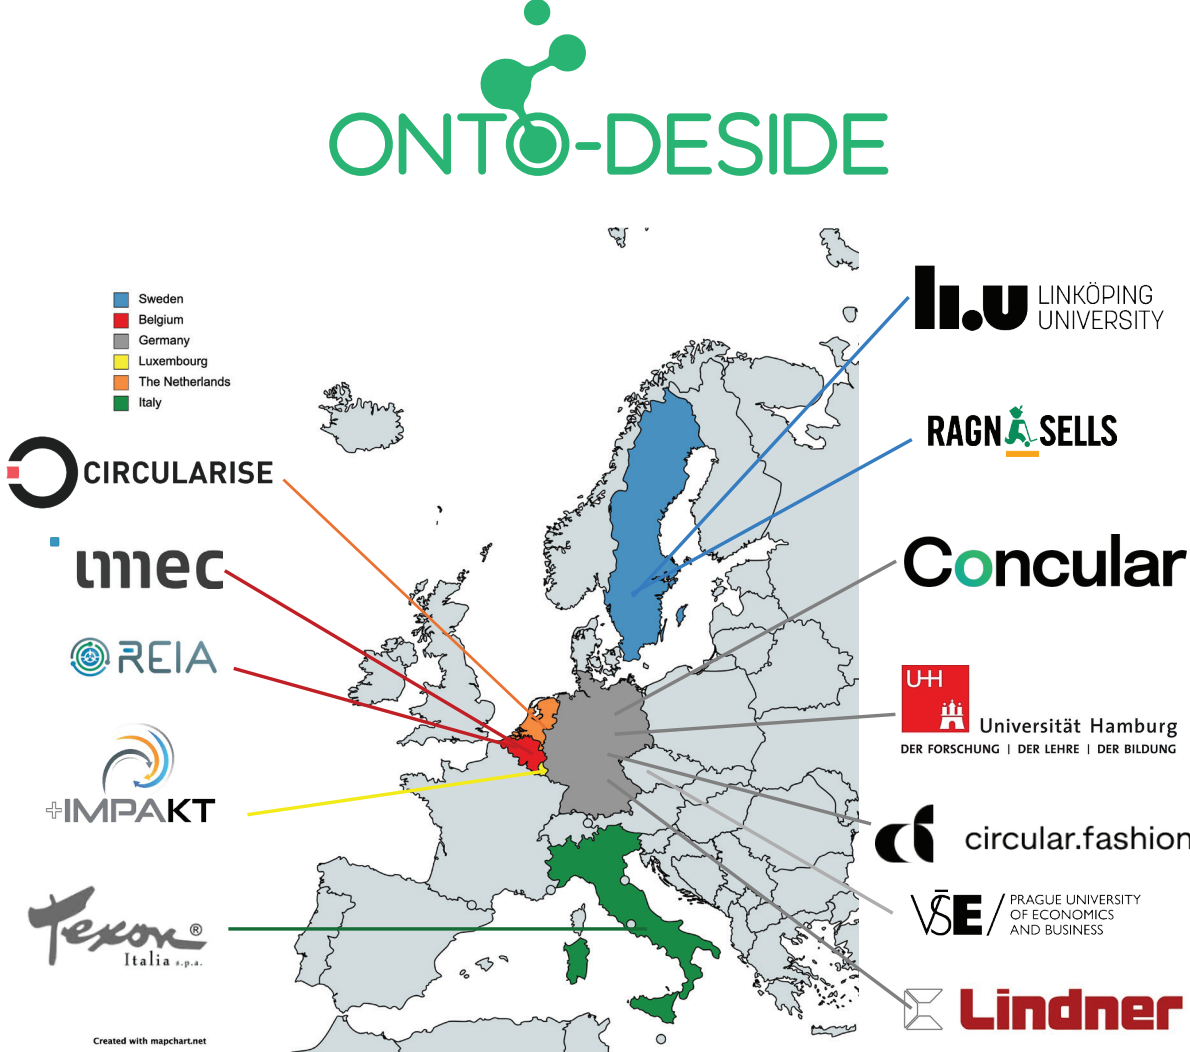 ONTO-DESIDE
Sweden
Belgium
Germany
Luxembourg
The Netherlands
Italy
CIRCULARISE
imec
REIA
+IMPAKT
Texon®
Italia s.p.a.
Created with mapchart.net
li.u LINKÖPING
UNIVERSITY
RAGN SELLS
Concular
UHH
Universität Hamburg
DER FORSCHUNG | DER LEHRE | DER BILDUNG
circular.fashion
VŠE / PRAGUE UNIVERSITY
OF ECONOMICS
AND BUSINESS
Lindner